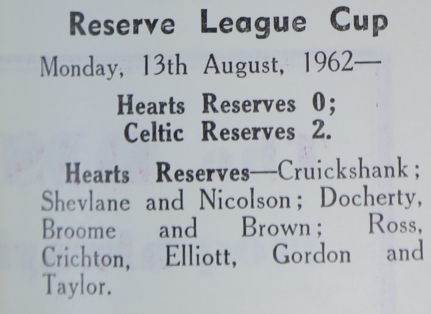 Reserve League Cup
Monday, 13th August, 1962—
Hearts Reserves 0;
Celtic Reserves 2.
Hearts Reserves—Cruickshank;
Shevlane and Nicolson; Docherty,
Broome and Brown; Ross,
Crichton, Elliott, Gordon and
Taylor.